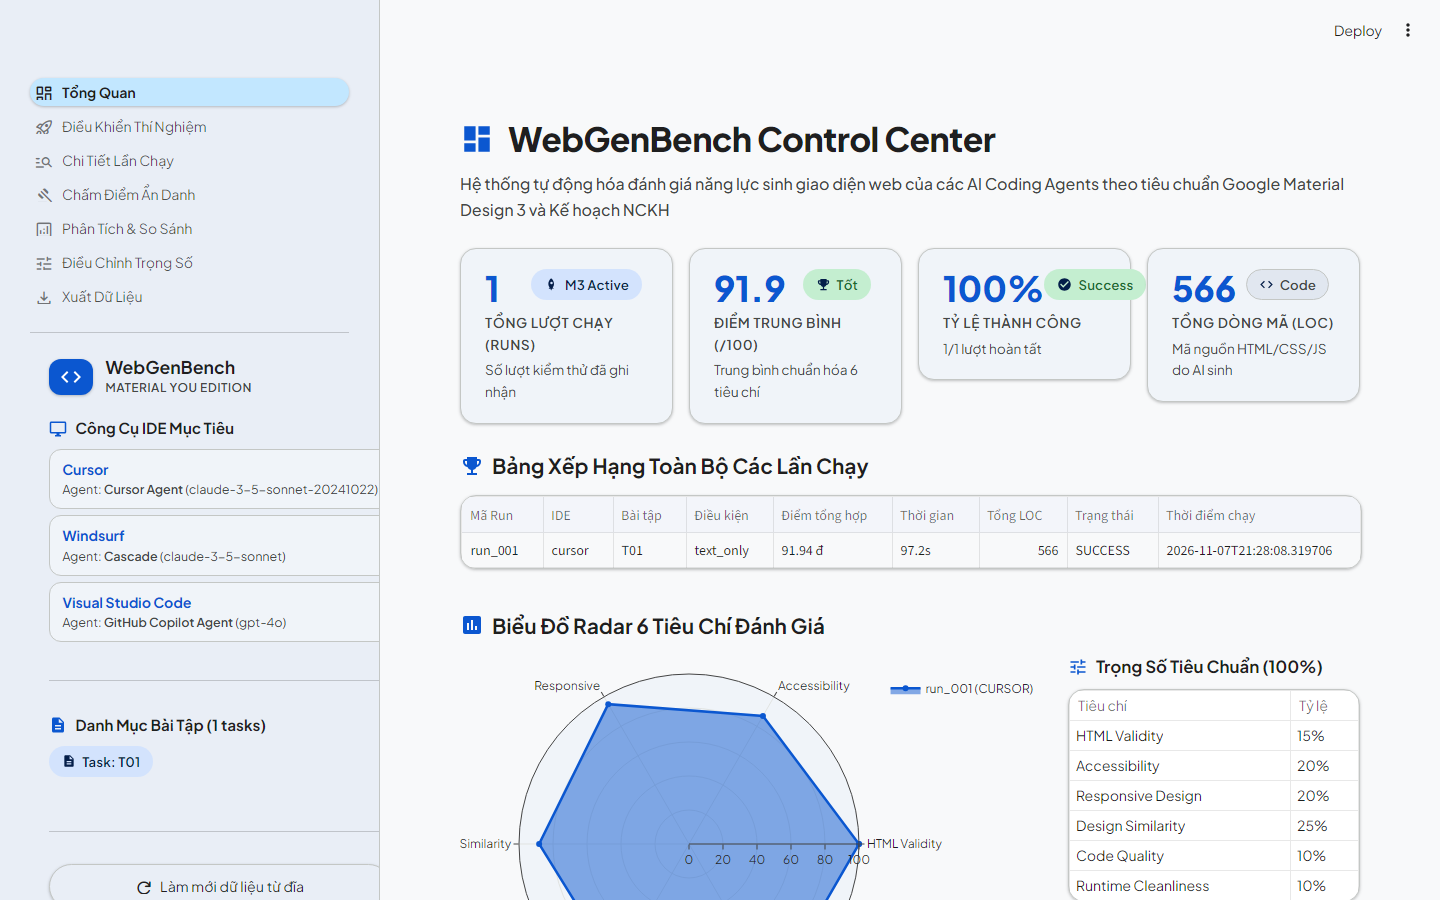 Deploy
Tổng Quan
Điều Khiển Thí Nghiệm
Chi Tiết Lần Chạy
Chấm Điểm Ẩn Danh
Phân Tích & So Sánh
Điều Chỉnh Trọng Số
Xuất Dữ Liệu
WebGenBench
MATERIAL YOU EDITION
Công Cụ IDE Mục Tiêu
Cursor
Agent: Cursor Agent (claude-3-5-sonnet-20241022)
Windsurf
Agent: Cascade (claude-3-5-sonnet)
Visual Studio Code
Agent: GitHub Copilot Agent (gpt-4o)
Danh Mục Bài Tập (1 tasks)
Task: T01
Làm mới dữ liệu từ đĩa
WebGenBench Control Center
Hệ thống tự động hóa đánh giá năng lực sinh giao diện web của các AI Coding Agents theo tiêu chuẩn Google Material
Design 3 và Kế hoạch NCKH
1 M3 Active
TỔNG LƯỢT CHẠY
(RUNS)
Số lượt kiểm thử đã ghi
nhận
91.9 Tốt
ĐIỂM TRUNG BÌNH
(/100)
Trung bình chuẩn hóa 6
tiêu chí
100% Success
TỶ LỆ THÀNH CÔNG
1/1 lượt hoàn tất
566 Code
TỔNG DÒNG MÃ (LOC)
Mã nguồn HTML/CSS/JS
do AI sinh
Bảng Xếp Hạng Toàn Bộ Các Lần Chạy
Mã Run IDE Bài tập Điều kiện Điểm tổng hợp Thời gian Tổng LOC Trạng thái Thời điểm chạy
run_001 cursor T01 text_only 91.94 đ 97.2s 566 SUCCESS 2026-11-07T21:28:08.319706
Biểu Đồ Radar 6 Tiêu Chí Đánh Giá
Responsive
Accessibility
run_001 (CURSOR)
Similarity
HTML Validity
0 20 40 60 80 100
Trọng Số Tiêu Chuẩn (100%)
Tiêu chí Tỷ lệ
HTML Validity 15%
Accessibility 20%
Responsive Design 20%
Design Similarity 25%
Code Quality 10%
Runtime Cleanliness 10%